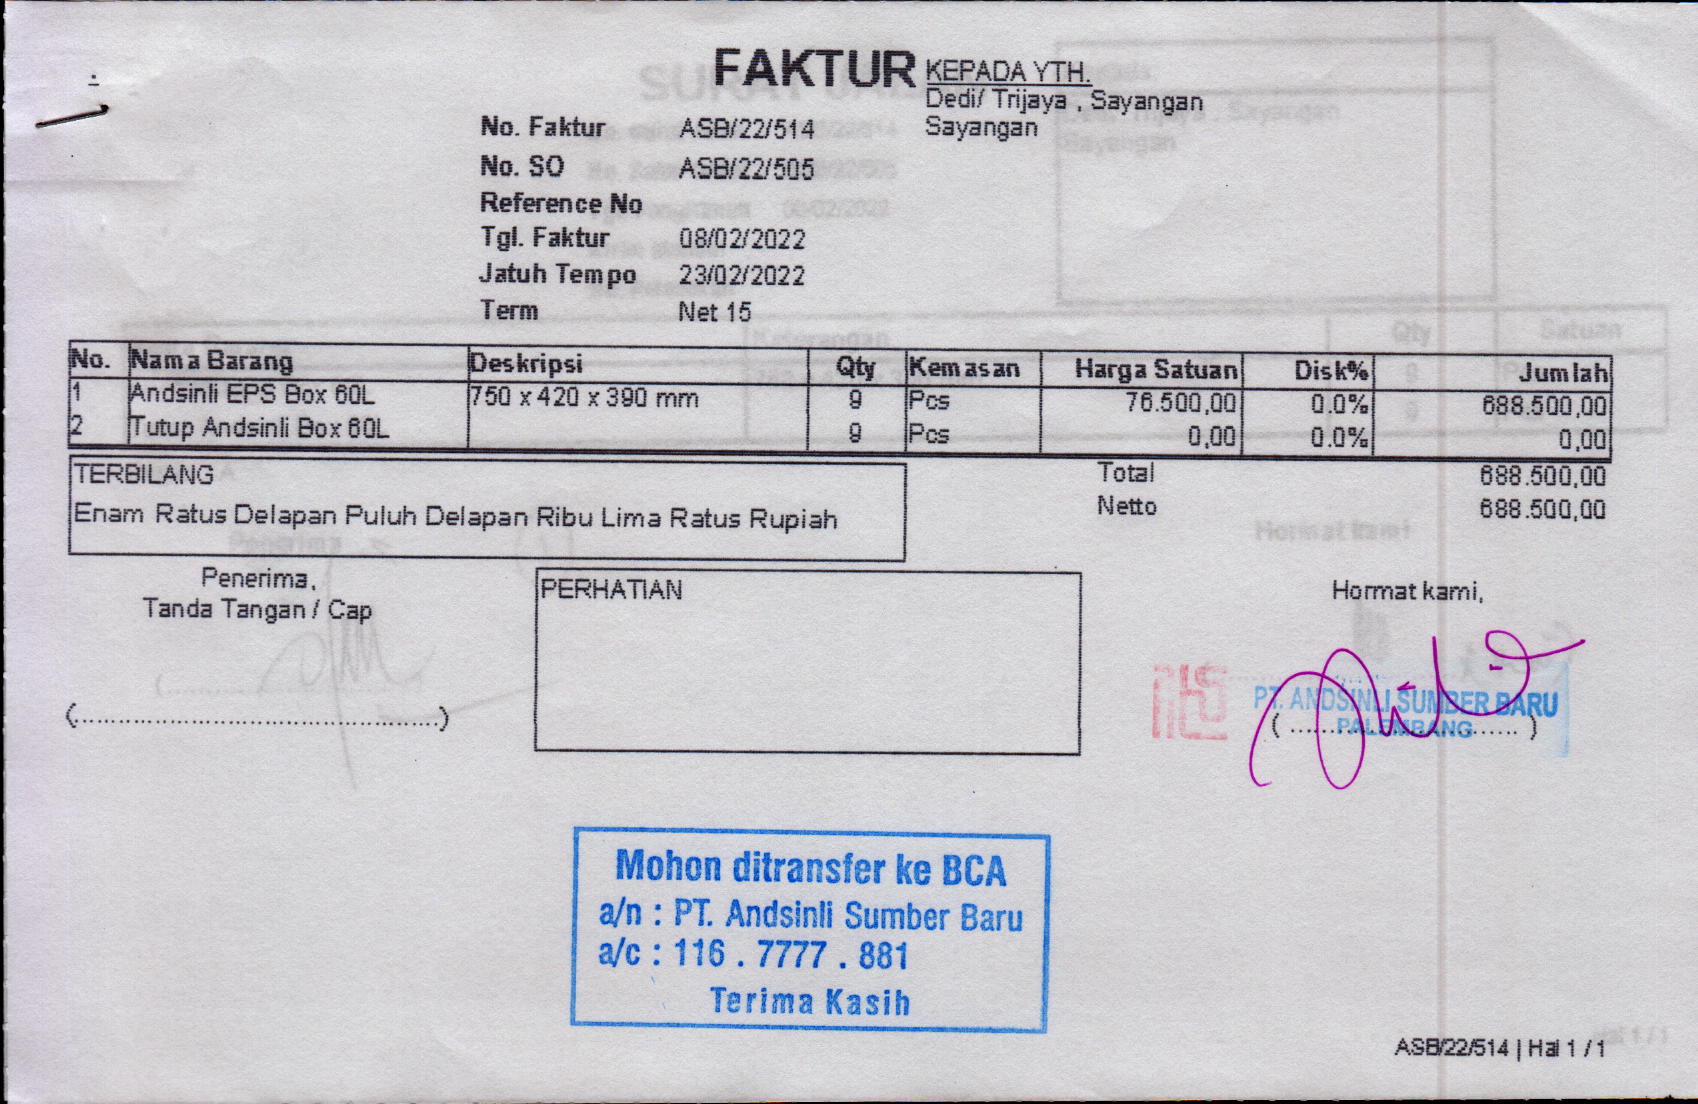 FAKTUR
KEPADA YTH.
Dedi/ Trijaya , Sayangan
Sayangan
No. Faktur ASB/22/514
No. SO ASB/22/505
Reference No
Tgl. Faktur 08/02/2022
Jatuh Tempo 23/02/2022
Term Net 15
No. Nama Barang Deskripsi Qty Kemasan Harga Satuan Disk% Jumlah
1 Andsinli EPS Box 60L 750 x 420 x 390 mm 9 Pcs 76.500,00 0.0% 688.500,00
2 Tutup Andsinli Box 60L 9 Pcs 0,00 0.0% 0,00
TERBILANG
Enam Ratus Delapan Puluh Delapan Ribu Lima Ratus Rupiah
Total 688.500,00
Netto 688.500,00
Penerima,
Tanda Tangan / Cap
(..................................................)
PERHATIAN
Hormat kami,
PT. ANDSINLI SUMBER BARU
PALEMBANG
Mohon ditransfer ke BCA
a/n : PT. Andsinli Sumber Baru
a/c : 116 . 7777 . 881
Terima Kasih
ASB/22/514 | Hal 1 / 1